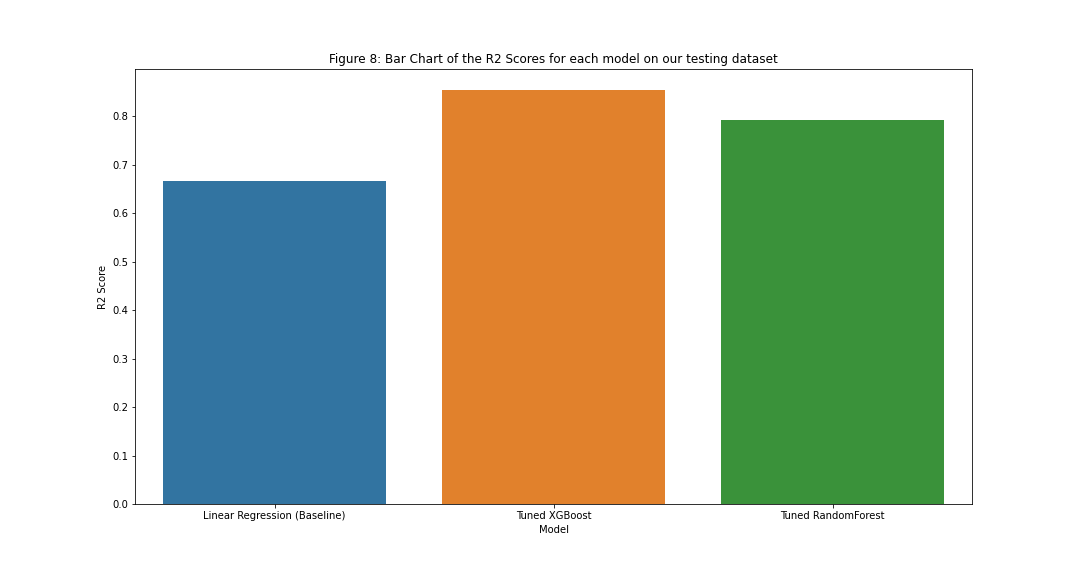 Figure 8: Bar Chart of the R2 Scores for each model on our testing dataset
0.8
0.7
0.6
0.5
0.4
0.3
0.2
0.1
0.0
R2 Score
Linear Regression (Baseline) Tuned XGBoost Tuned RandomForest
Model